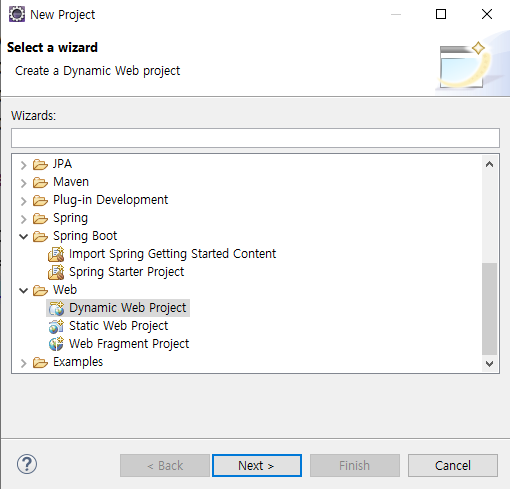 New Project
Select a wizard
Create a Dynamic Web project
Wizards:
JPA
Maven
Plug-in Development
Spring
Spring Boot
Import Spring Getting Started Content
Spring Starter Project
Web
Dynamic Web Project
Static Web Project
Web Fragment Project
Examples
? < Back Next > Finish Cancel